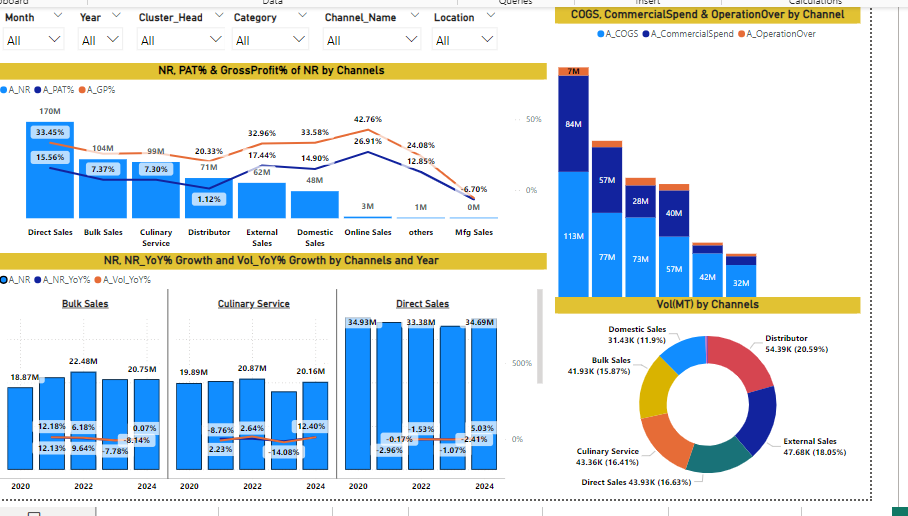 Data
Queries
Insert
Calculations
Month
Year
Cluster_Head
Category
Channel_Name
Location
All
All
All
All
All
All
NR, PAT% & GrossProfit% of NR by Channels
A_NR A_PAT% A_GP%
170M
104M
99M
71M
62M
48M
3M
1M
0M
33.45%
20.33%
32.96%
33.58%
42.76%
24.08%
-6.70%
15.56%
7.37%
7.30%
1.12%
17.44%
14.90%
26.91%
12.85%
50%
0%
Direct Sales
Bulk Sales
Culinary
Service
Distributor
External
Sales
Domestic
Sales
Online Sales
others
Mfg Sales
NR, NR_YoY% Growth and Vol_YoY% Growth by Channels and Year
A_NR A_NR_YoY% A_Vol_YoY%
Bulk Sales
18.87M
22.48M
20.75M
12.18%
6.18%
0.07%
-8.14%
12.13%
9.64%
-7.78%
2020
2022
2024
Culinary Service
19.89M
20.87M
20.16M
-8.76%
2.64%
12.40%
2.23%
-14.08%
2020
2022
2024
Direct Sales
34.93M
33.38M
34.69M
-1.53%
5.03%
-0.17%
-2.41%
-2.96%
-1.07%
2020
2022
2024
500%
0%
COGS, CommercialSpend & OperationOver by Channel
A_COGS A_CommercialSpend A_OperationOver
7M
84M
113M
57M
77M
28M
73M
40M
57M
42M
32M
Vol(MT) by Channels
Domestic Sales
31.43K (11.9%)
Distributor
54.39K (20.59%)
Bulk Sales
41.93K (15.87%)
External Sales
47.68K (18.05%)
Culinary Service
43.36K (16.41%)
Direct Sales 43.93K (16.63%)